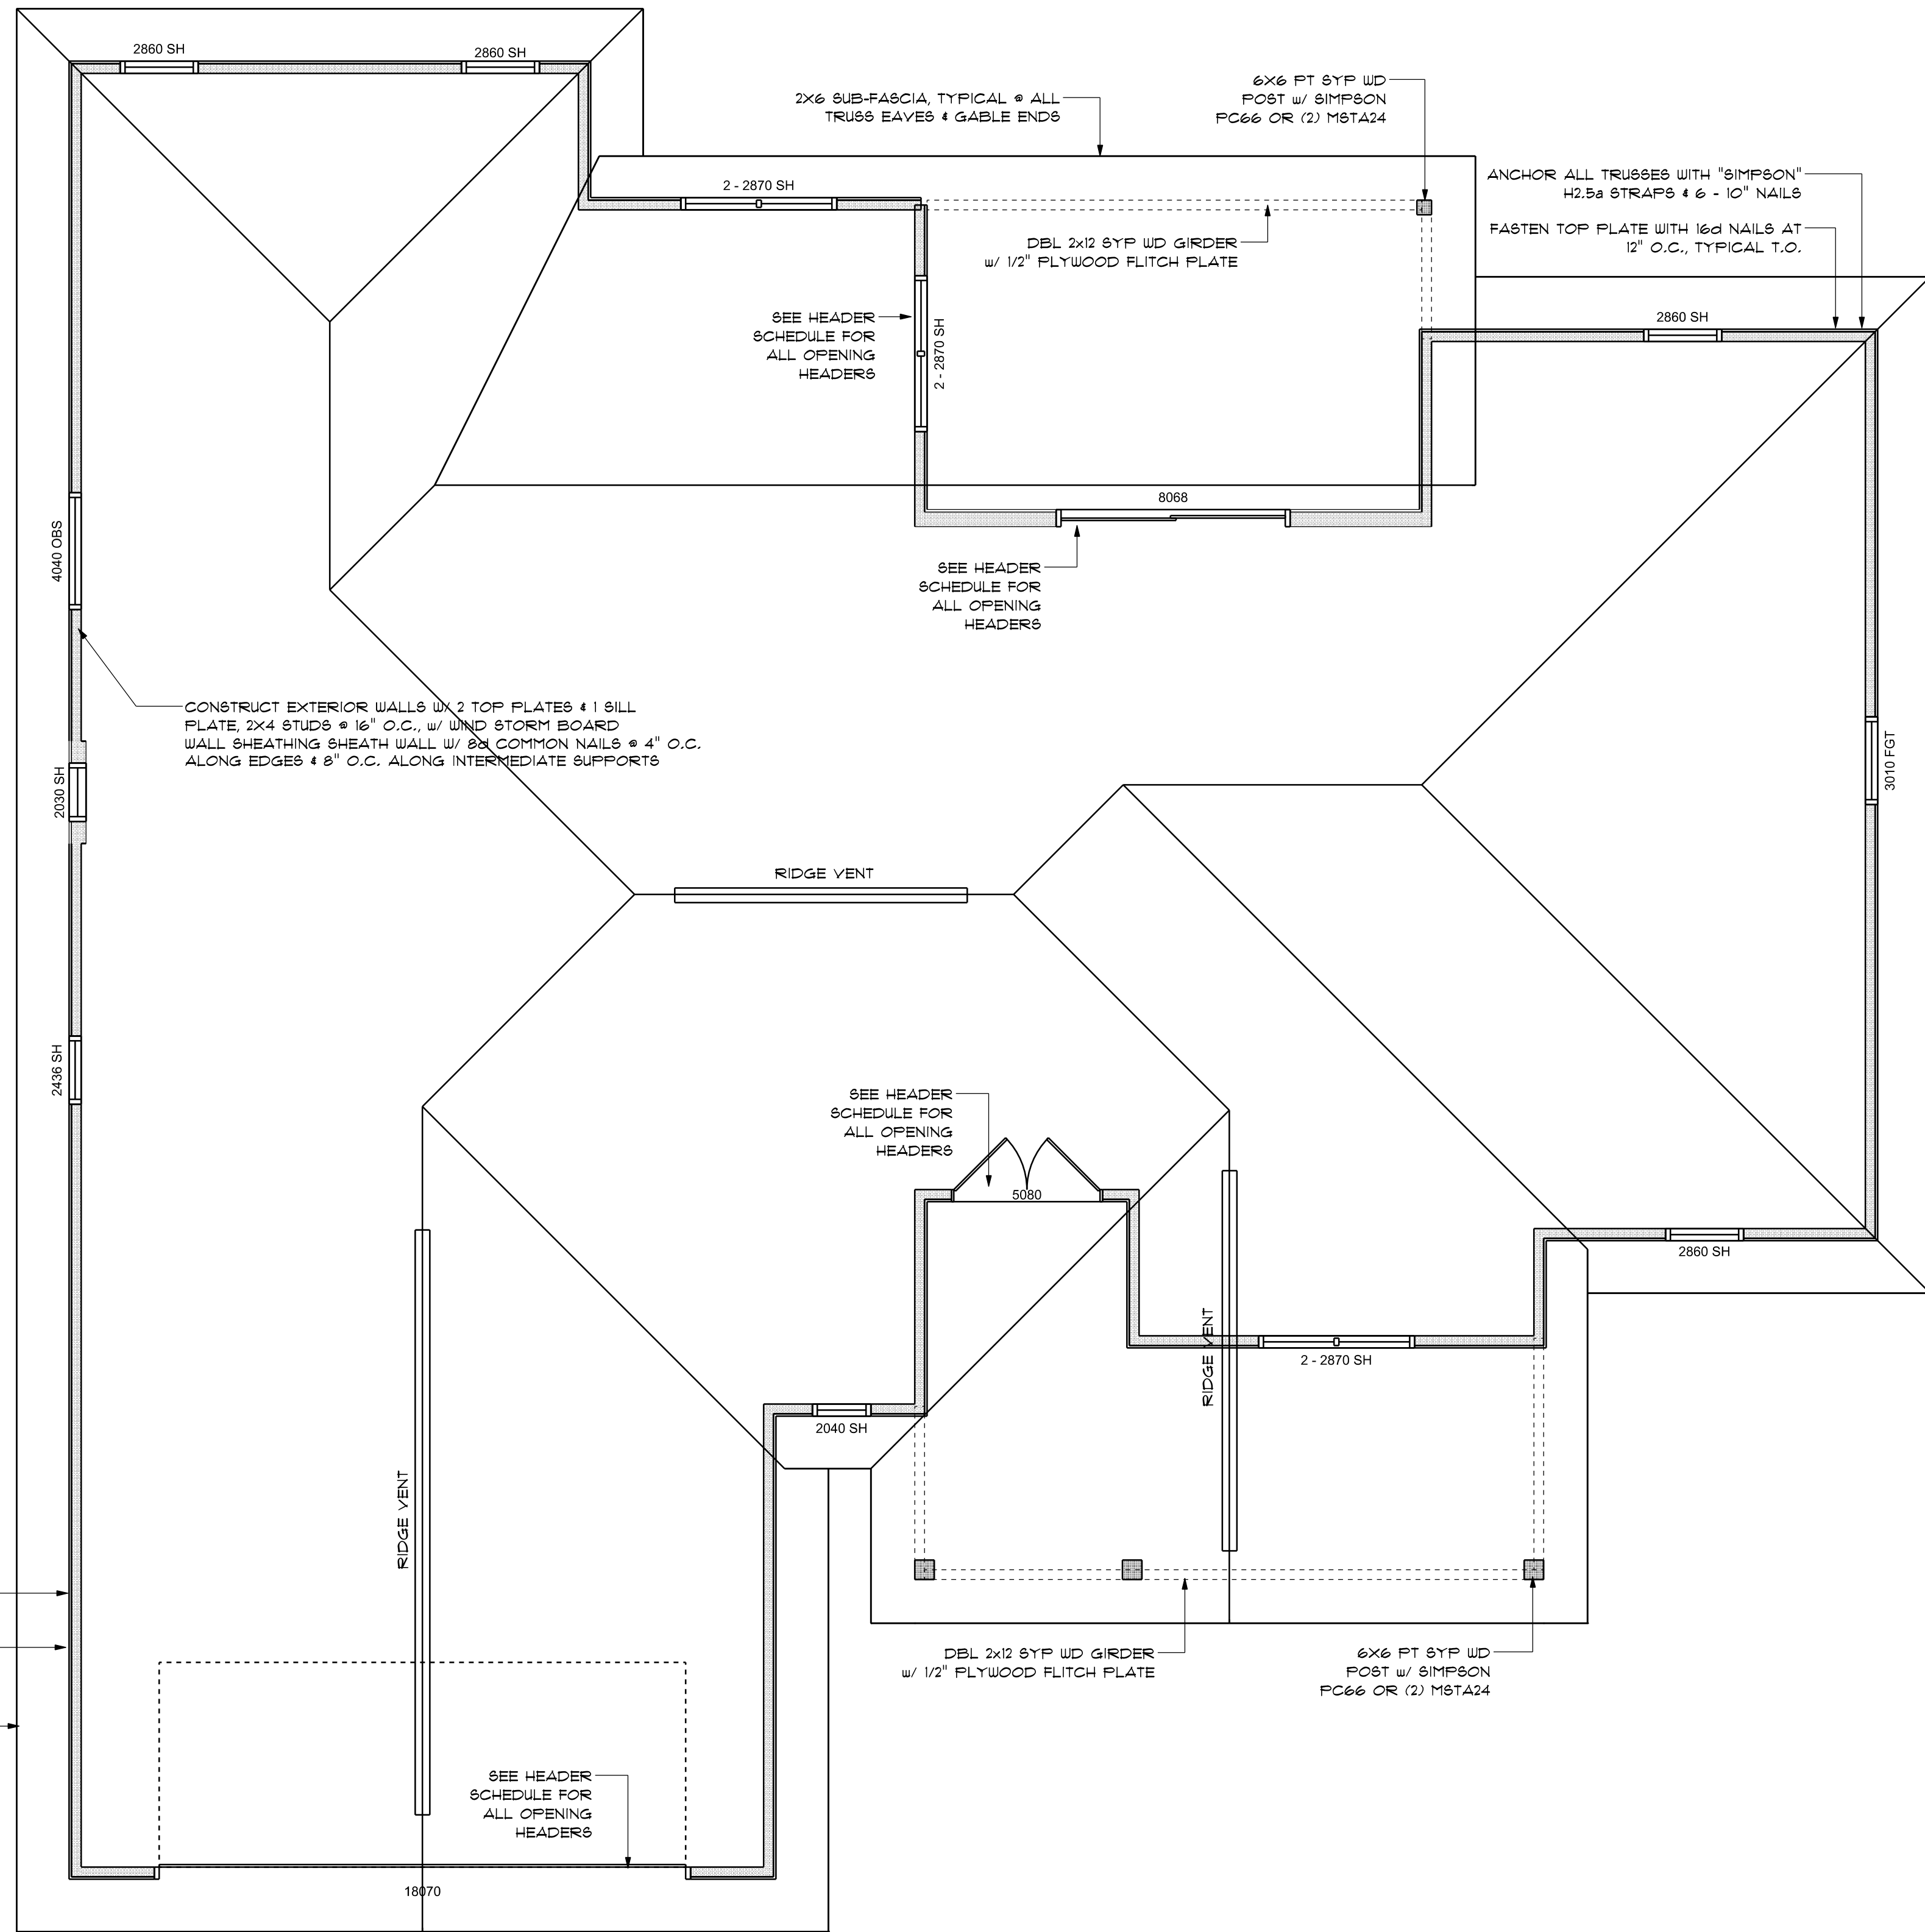 2860 SH
2860 SH
2X6 SUB-FASCIA, TYPICAL @ ALL
TRUSS EAVES & GABLE ENDS
6X6 PT SYP WD
POST w/ SIMPSON
PC66 OR (2) MSTA24
ANCHOR ALL TRUSSES WITH "SIMPSON"
H2.5a STRAPS & 6 - 10" NAILS
FASTEN TOP PLATE WITH 16d NAILS AT
12" O.C., TYPICAL T.O.
2 - 2870 SH
DBL 2x12 SYP WD GIRDER
w/ 1/2" PLYWOOD FLITCH PLATE
SEE HEADER
SCHEDULE FOR
ALL OPENING
HEADERS
2 - 2870 SH
2860 SH
8068
SEE HEADER
SCHEDULE FOR
ALL OPENING
HEADERS
4040 OBS
CONSTRUCT EXTERIOR WALLS W/ 2 TOP PLATES & 1 SILL
PLATE, 2X4 STUDS @ 16" O.C., w/ WIND STORM BOARD
WALL SHEATHING SHEATH WALL W/ 8d COMMON NAILS @ 4" O.C.
ALONG EDGES & 8" O.C. ALONG INTERMEDIATE SUPPORTS
2030 SH
3010 FGT
RIDGE VENT
2436 SH
SEE HEADER
SCHEDULE FOR
ALL OPENING
HEADERS
5080
2860 SH
RIDGE VENT
2 - 2870 SH
2040 SH
RIDGE VENT
DBL 2x12 SYP WD GIRDER
w/ 1/2" PLYWOOD FLITCH PLATE
6X6 PT SYP WD
POST w/ SIMPSON
PC66 OR (2) MSTA24
SEE HEADER
SCHEDULE FOR
ALL OPENING
HEADERS
18070